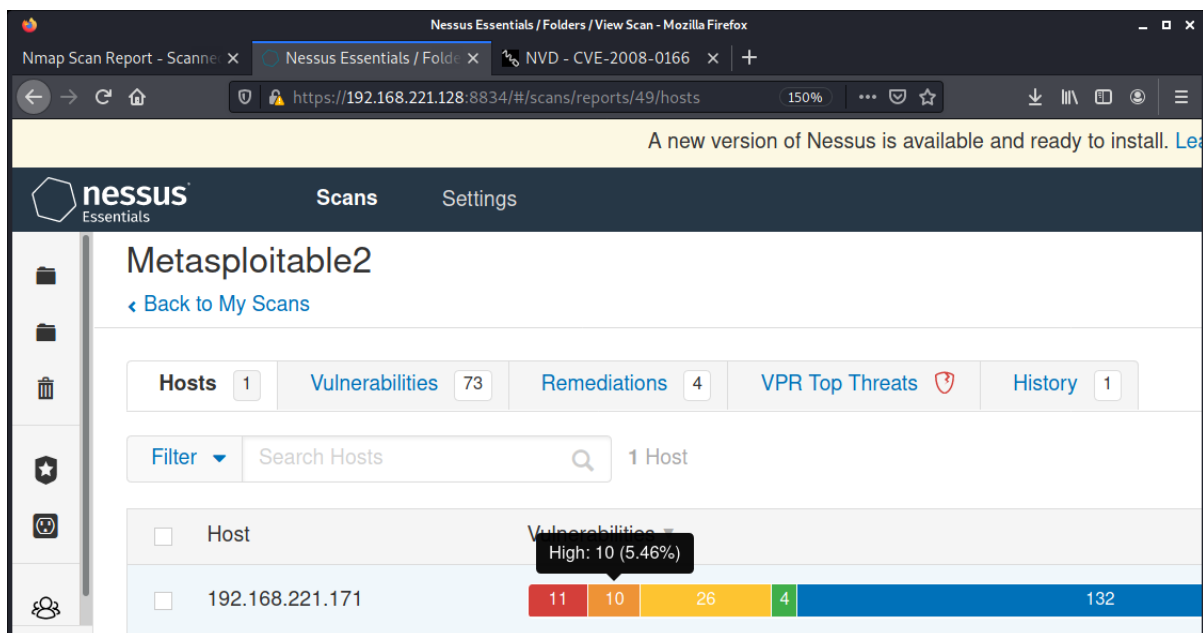 Nessus Essentials / Folders / View Scan - Mozilla Firefox
Nmap Scan Report - Scanne
Nessus Essentials / Folde
NVD - CVE-2008-0166
https://192.168.221.128:8834/#/scans/reports/49/hosts 150%
A new version of Nessus is available and ready to install. Lea
nessus Essentials Scans Settings
Metasploitable2
Back to My Scans
Hosts 1 Vulnerabilities 73 Remediations 4 VPR Top Threats History 1
Filter Search Hosts 1 Host
Host Vulnerabilities
High: 10 (5.46%)
192.168.221.171 11 10 26 4 132